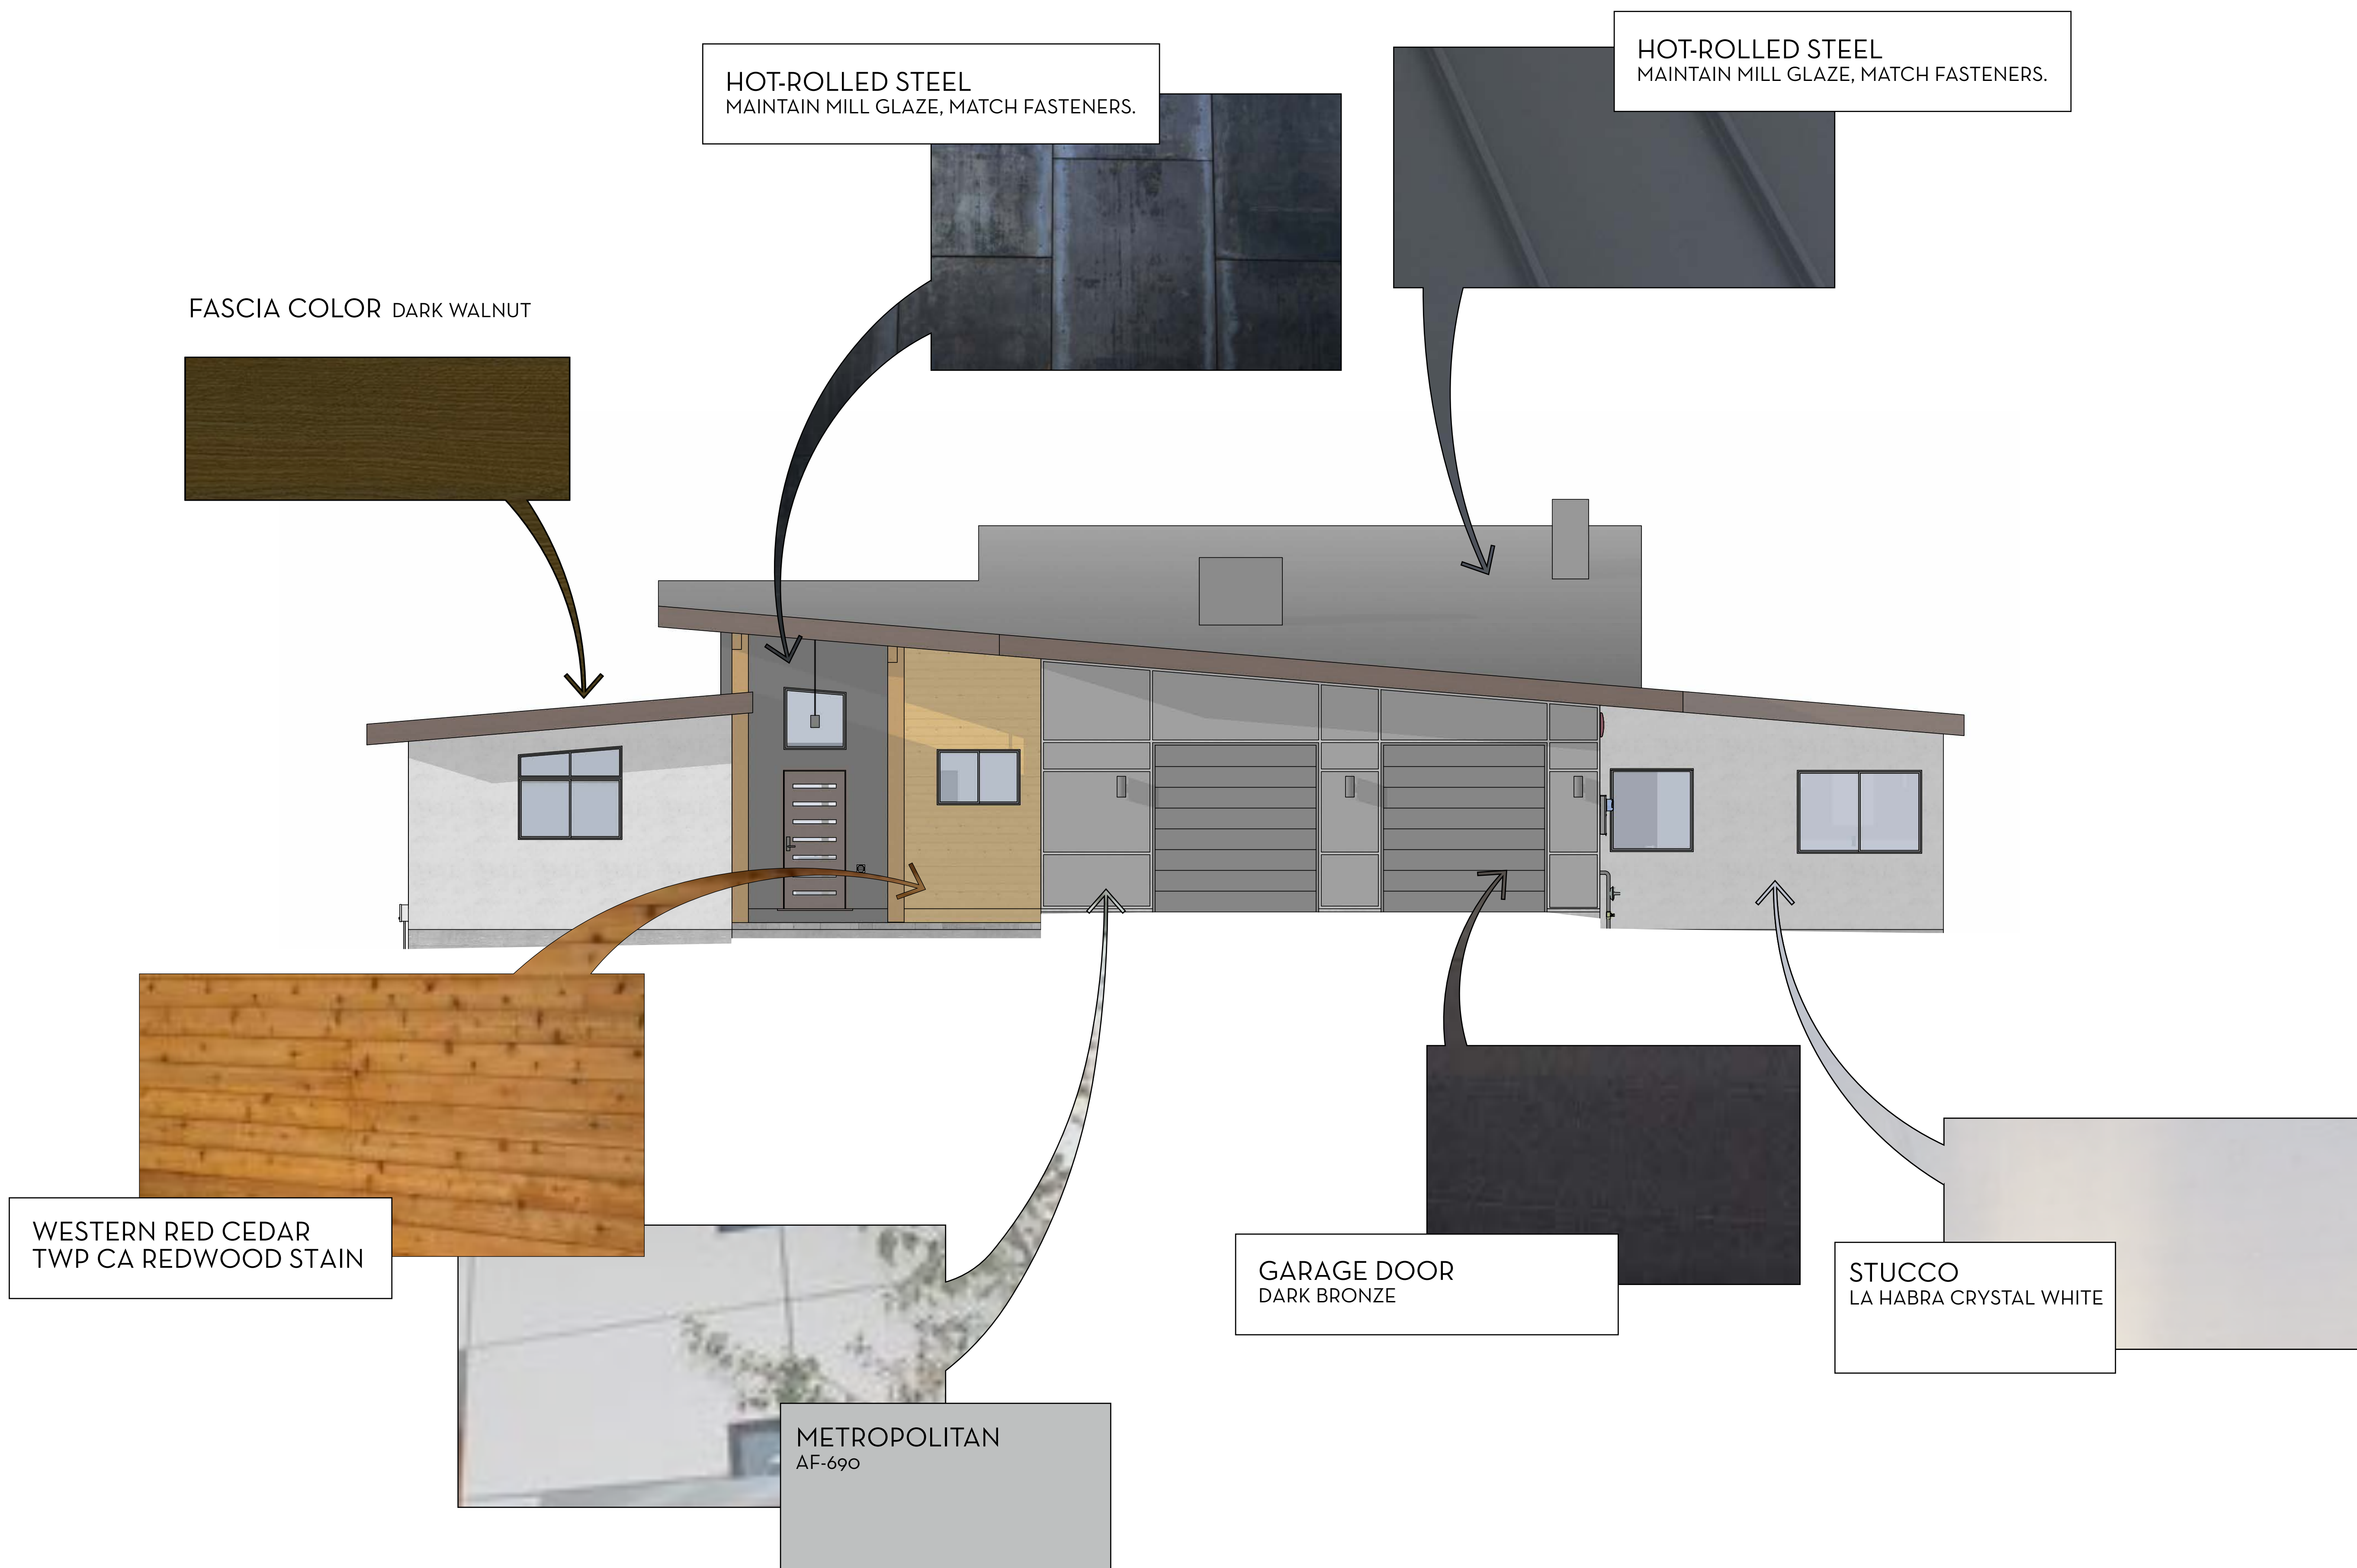 HOT-ROLLED STEEL
MAINTAIN MILL GLAZE, MATCH FASTENERS.
HOT-ROLLED STEEL
MAINTAIN MILL GLAZE, MATCH FASTENERS.
FASCIA COLOR DARK WALNUT
WESTERN RED CEDAR
TWP CA REDWOOD STAIN
GARAGE DOOR
DARK BRONZE
STUCCO
LA HABRA CRYSTAL WHITE
METROPOLITAN
AF-690